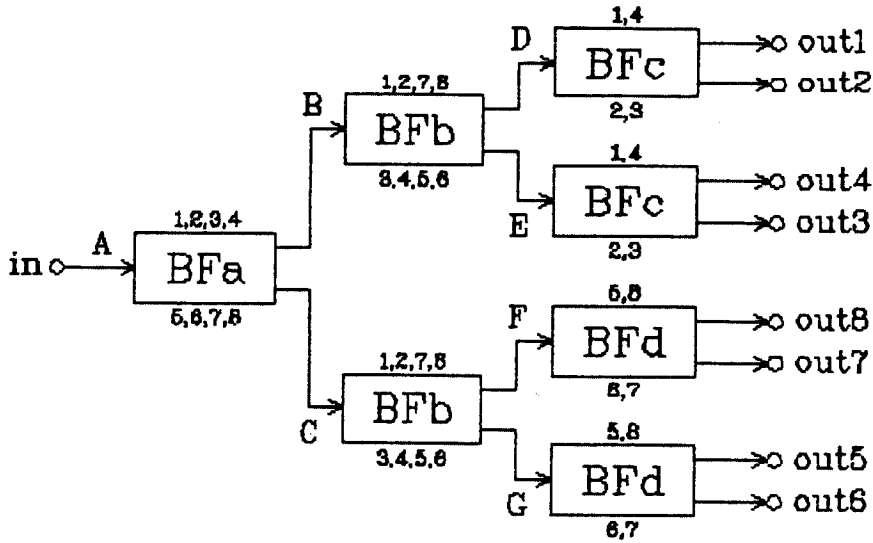 1,4
D
BFc
out1
out2
2,3
1,2,7,8
B
BFb
3,4,5,6
1,4
E
BFc
out4
out3
2,3
1,2,3,4
in
A
BFa
5,6,7,8
5,8
F
BFd
out8
out7
6,7
1,2,7,8
C
BFb
3,4,5,6
5,8
G
BFd
out5
out6
6,7